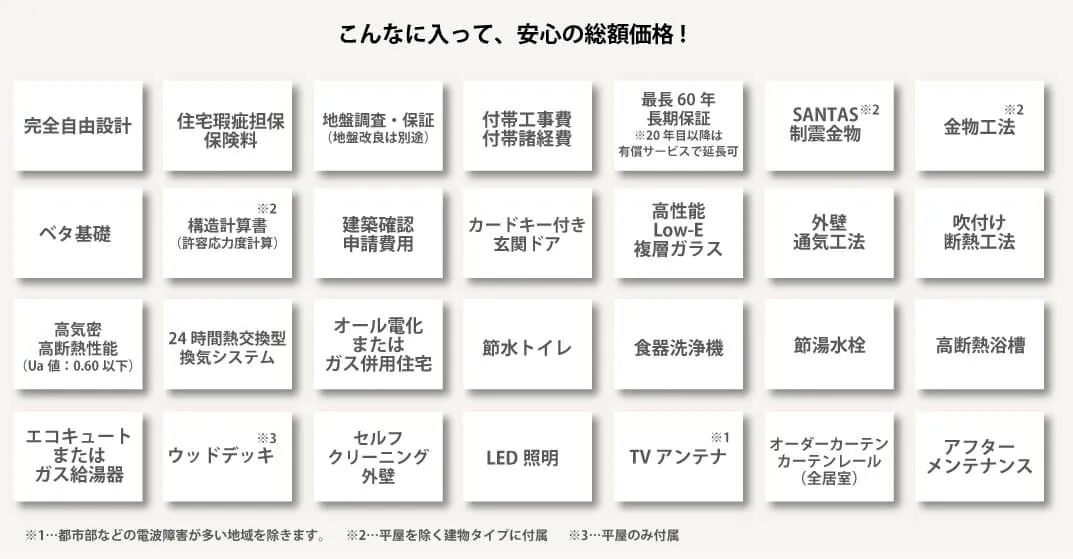 こんなに入って、安心の総額価格！
完全自由設計
住宅瑕疵担保
保険料
地盤調査・保証
（地盤改良は別途）
付帯工事費
付帯諸経費
最長60年
長期保証
※20年目以降は
有償サービスで延長可
SANTAS※2
制震金物
※2
金物工法
ベタ基礎
※2
構造計算書
（許容応力度計算）
建築確認
申請費用
カードキー付き
玄関ドア
高性能
Low-E
複層ガラス
外壁
通気工法
吹付け
断熱工法
高気密
高断熱性能
（Ua値：0.60以下）
24時間熱交換型
換気システム
オール電化
または
ガス併用住宅
節水トイレ
食器洗浄機
節湯水栓
高断熱浴槽
エコキュート
または
ガス給湯器
※3
ウッドデッキ
セルフ
クリーニング
外壁
LED照明
※1
TVアンテナ
オーダーカーテン
カーテンレール
（全居室）
アフター
メンテナンス
※1…都市部などの電波障害が多い地域を除きます。 ※2…平屋を除く建物タイプに付属 ※3…平屋のみ付属